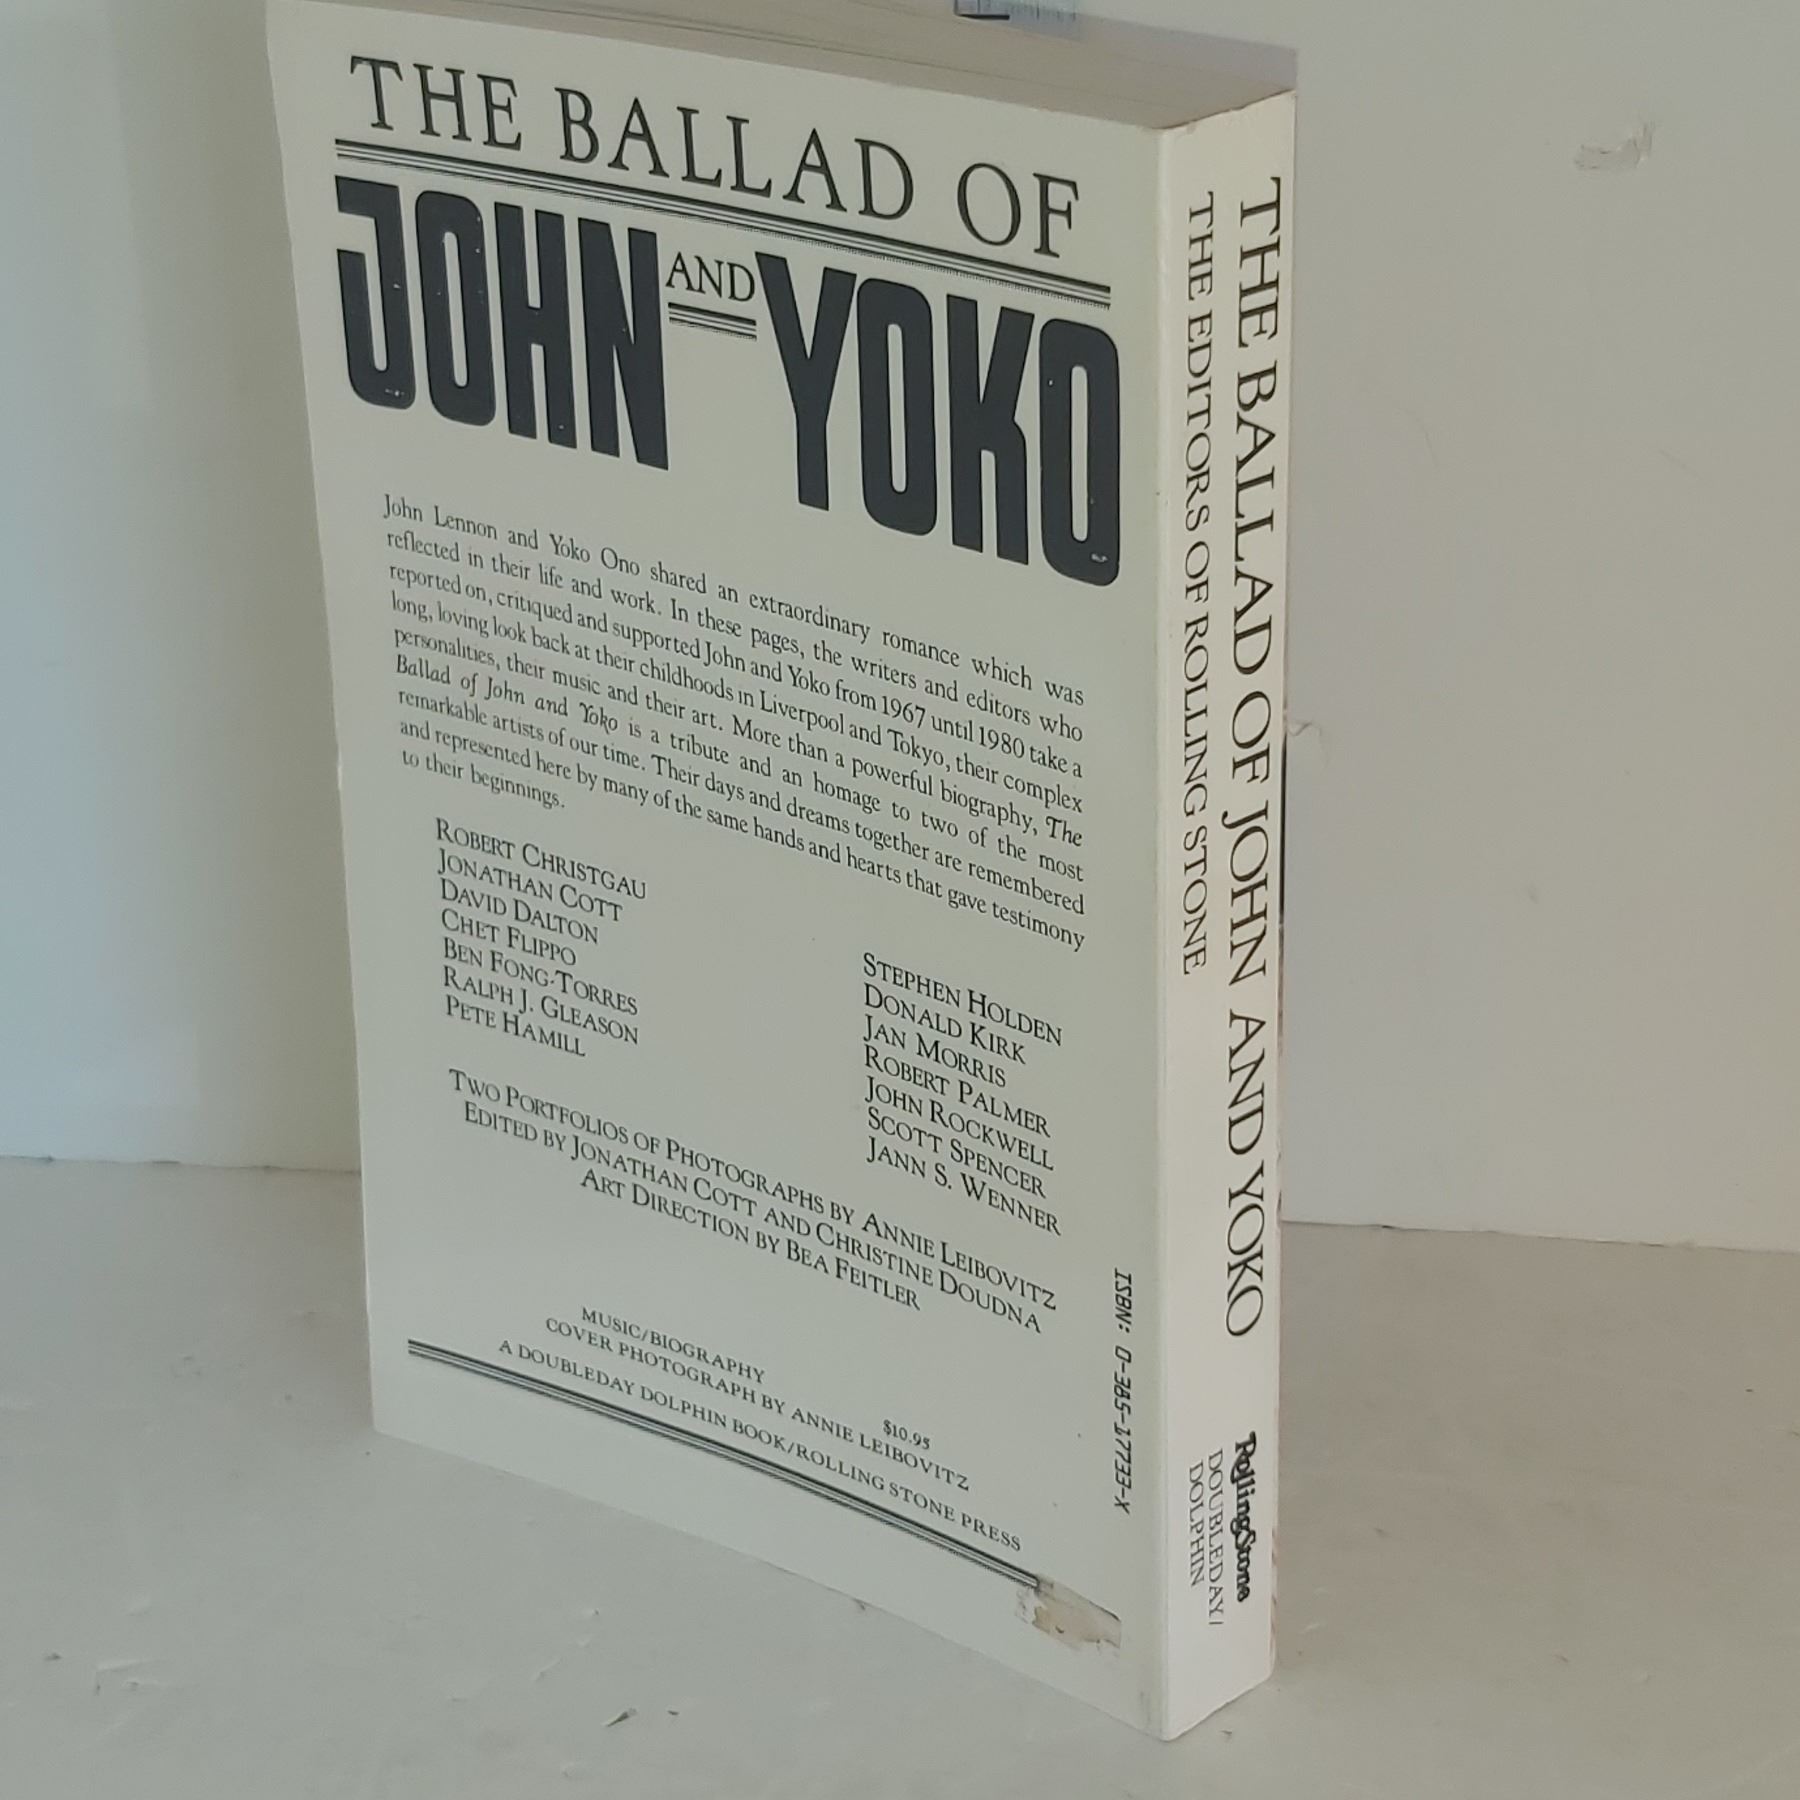 THE BALLAD OF
JOHN AND YOKO
John Lennon and Yoko Ono shared an extraordinary romance which was
reflected in their life and work. In these pages, the writers and editors who
reported on, critiqued and supported John and Yoko from 1967 until 1980 take a
long, loving look back at their childhoods in Liverpool and Tokyo, their complex
personalities, their music and their art. More than a powerful biography, The
Ballad of John and Yoko is a tribute and an homage to two of the most
remarkable artists of our time. Their days and dreams together are remembered
and represented here by many of the same hands and hearts that gave testimony
to their beginnings.
ROBERT CHRISTGAU
JONATHAN COTT
DAVID DALTON
CHET FLIPPO
BEN FONG-TORRES
RALPH J. GLEASON
PETE HAMILL
STEPHEN HOLDEN
DONALD KIRK
JAN MORRIS
ROBERT PALMER
JOHN ROCKWELL
SCOTT SPENCER
JANN S. WENNER
TWO PORTFOLIOS OF PHOTOGRAPHS BY ANNIE LEIBOVITZ
EDITED BY JONATHAN COTT AND CHRISTINE DOUDNA
ART DIRECTION BY BEA FEITLER
MUSIC/BIOGRAPHY $10.95
COVER PHOTOGRAPH BY ANNIE LEIBOVITZ
A DOUBLEDAY DOLPHIN BOOK/ROLLING STONE PRESS
ISBN: 0-385-17733-X
THE BALLAD OF JOHN AND YOKO
THE EDITORS OF ROLLING STONE
RollingStone
DOUBLEDAY/
DOLPHIN